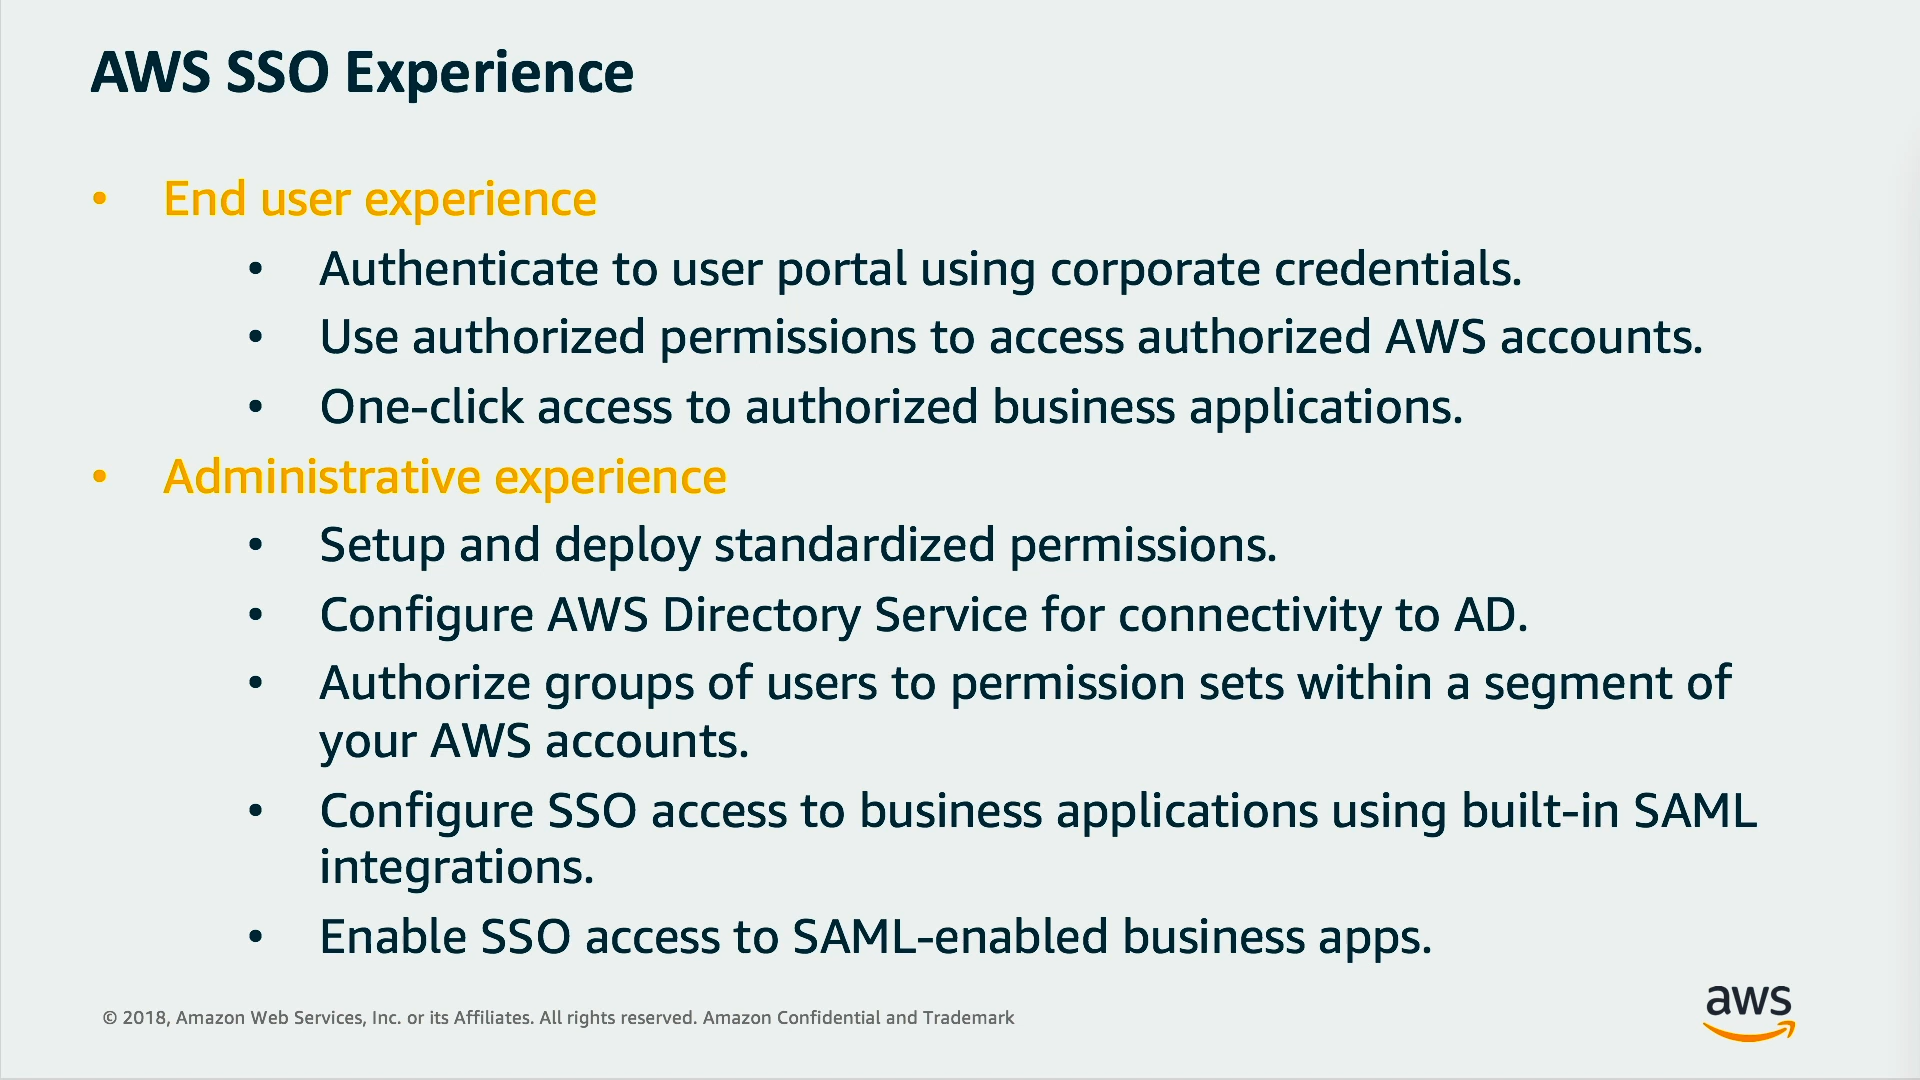 AWS SSO Experience
• End user experience
• Authenticate to user portal using corporate credentials.
• Use authorized permissions to access authorized AWS accounts.
• One-click access to authorized business applications.
• Administrative experience
• Setup and deploy standardized permissions.
• Configure AWS Directory Service for connectivity to AD.
• Authorize groups of users to permission sets within a segment of
your AWS accounts.
• Configure SSO access to business applications using built-in SAML
integrations.
• Enable SSO access to SAML-enabled business apps.
© 2018, Amazon Web Services, Inc. or its Affiliates. All rights reserved. Amazon Confidential and Trademark
aws